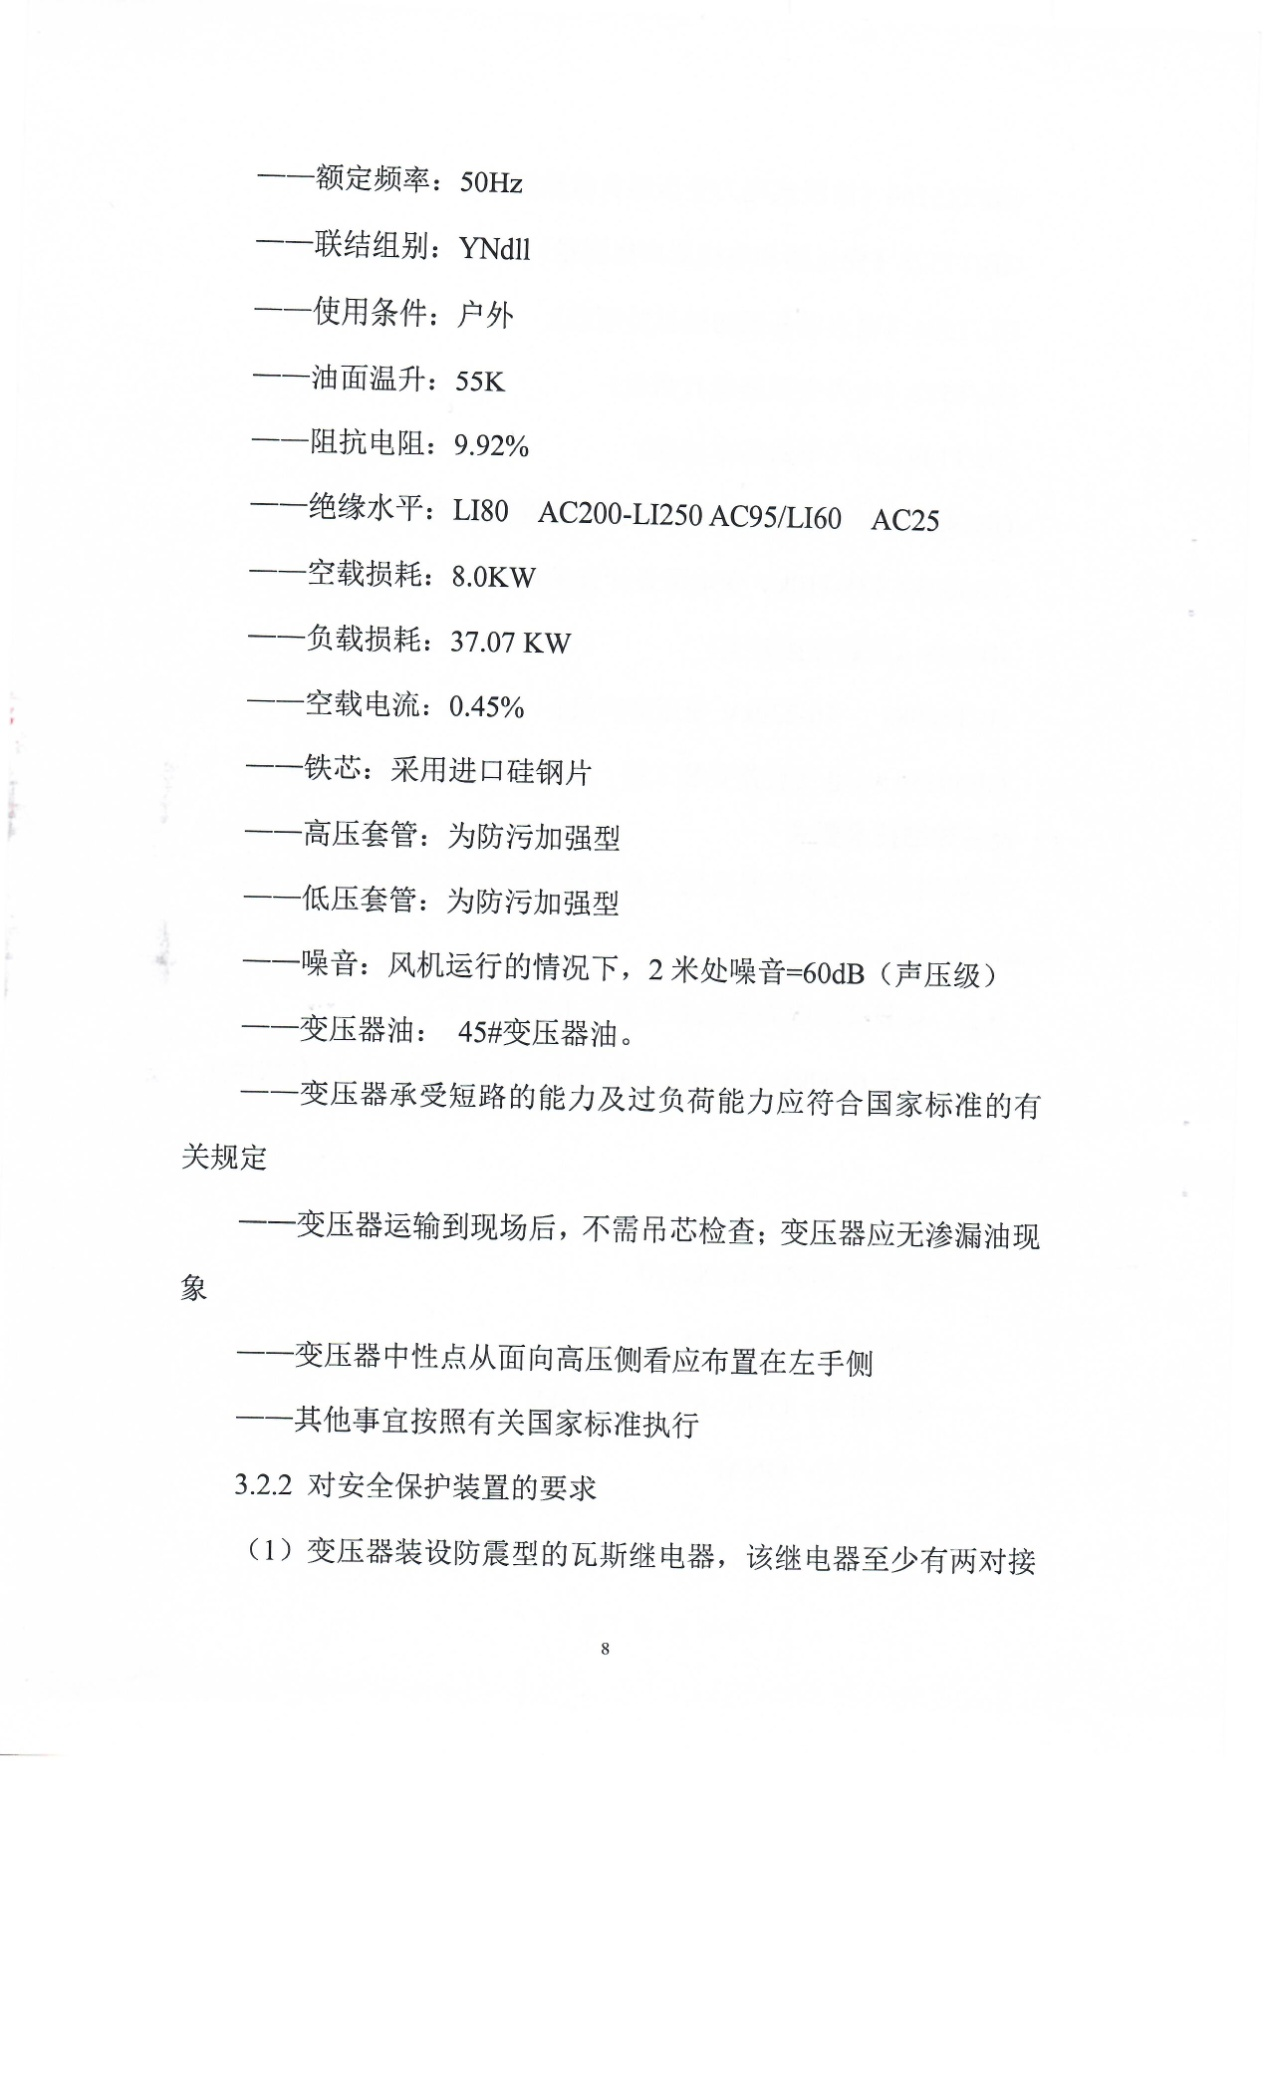 ——额定频率：50Hz
——联结组别：YNdll
——使用条件：户外
——油面温升：55K
——阻抗电阻：9.92%
——绝缘水平：LI80 AC200-LI250 AC95/LI60 AC25
——空载损耗：8.0KW
——负载损耗：37.07 KW
——空载电流：0.45%
——铁芯：采用进口硅钢片
——高压套管：为防污加强型
——低压套管：为防污加强型
——噪音：风机运行的情况下，2 米处噪音=60dB（声压级）
——变压器油： 45#变压器油。
——变压器承受短路的能力及过负荷能力应符合国家标准的有
关规定
——变压器运输到现场后，不需吊芯检查；变压器应无渗漏油现
象
——变压器中性点从面向高压侧看应布置在左手侧
——其他事宜按照有关国家标准执行
3.2.2 对安全保护装置的要求
（1）变压器装设防震型的瓦斯继电器，该继电器至少有两对接
8